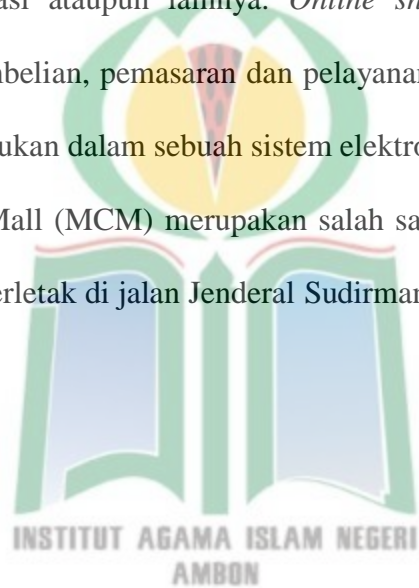 asi ataupun lainnya. Online sh
nbelian, pemasaran dan pelayanan
ukan dalam sebuah sistem elektro
Mall (MCM) merupakan salah sa
erletak di jalan Jenderal Sudirman
INSTITUT AGAMA ISLAM NEGERI
AMBON